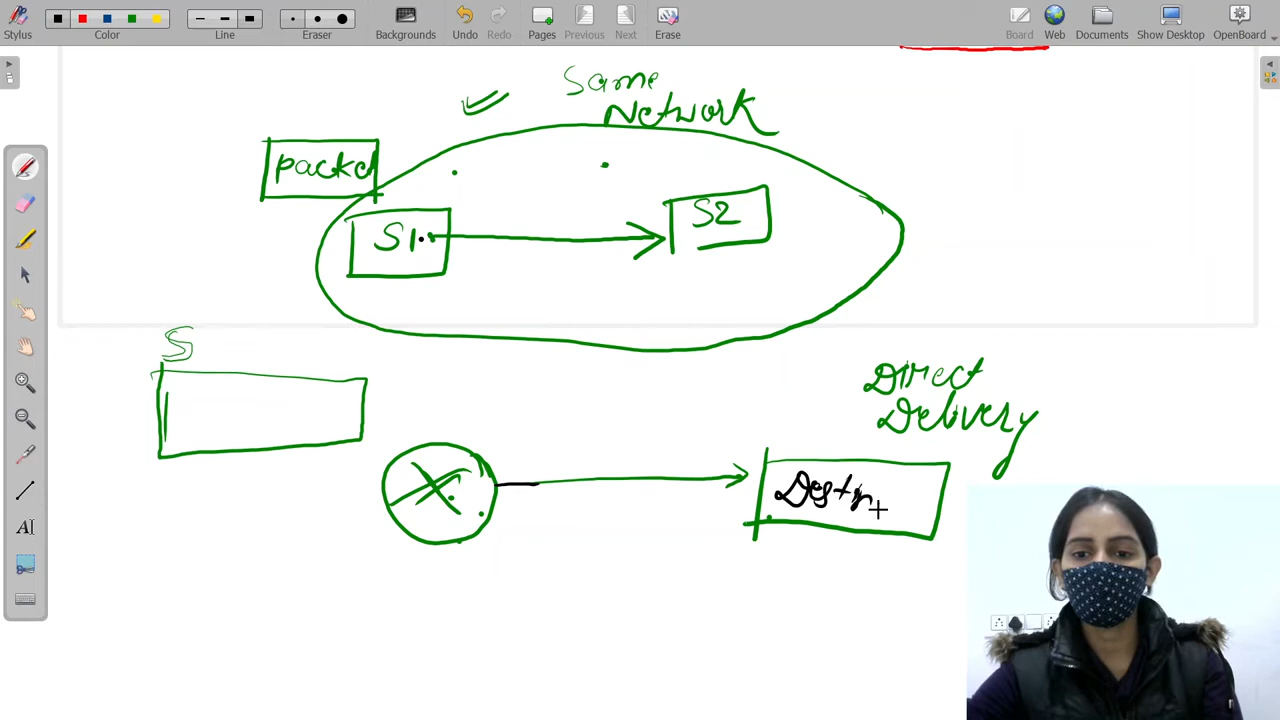 Stylus
Color
Line
Eraser
Backgrounds
Undo
Redo
Pages
Previous
Next
Erase
Board
Web
Documents
Show Desktop
OpenBoard
Same
Network
packet
S1
S2
S
Direct
Delivery
Destin